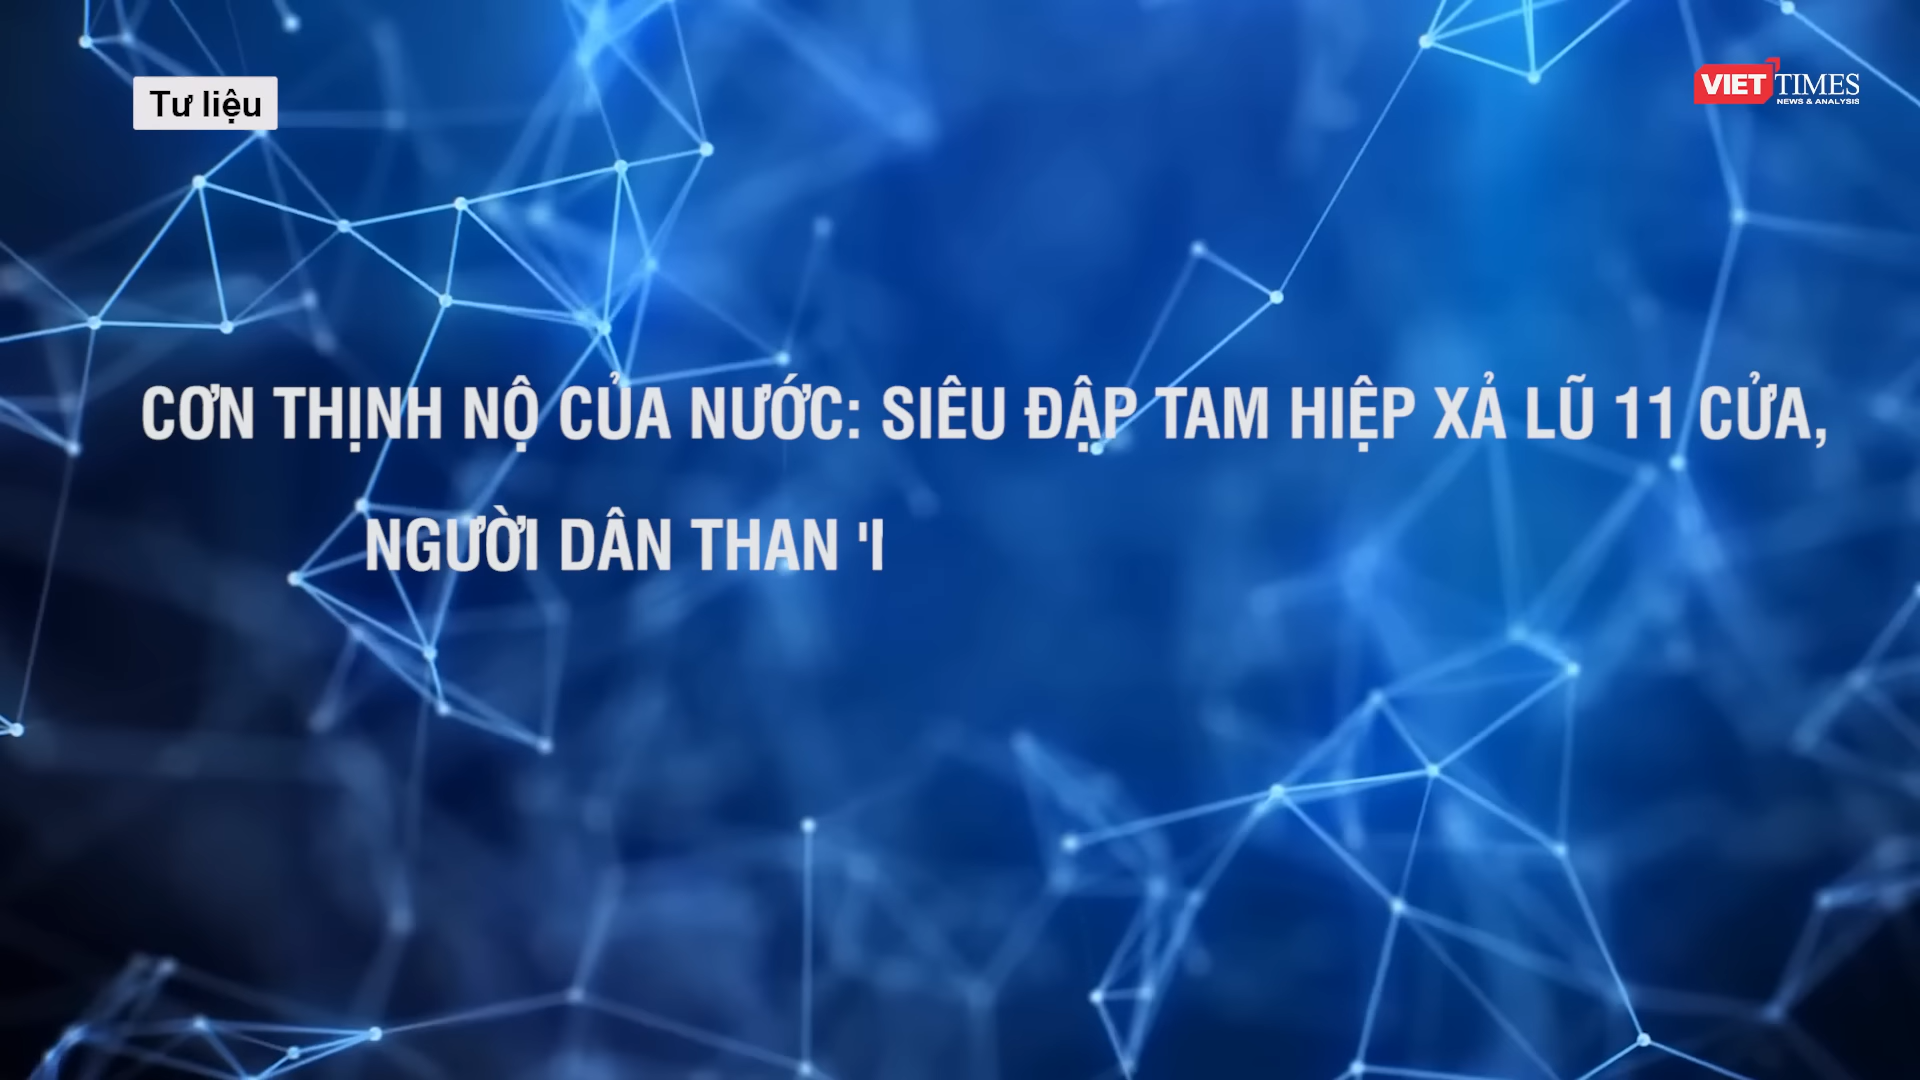 Tư liệu
VIETTIMES
NEWS & ANALYSIS
CƠN THỊNH NỘ CỦA NƯỚC: SIÊU ĐẬP TAM HIỆP XẢ LŨ 11 CỬA,
NGƯỜI DÂN THAN '